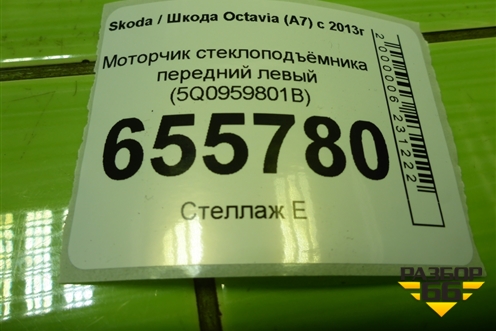 Skoda / Шкода Octavia (A7) с 2013г
Моторчик стеклоподъёмника
передний левый
(5Q0959801B)
655780
Стеллаж Е
2000006231222
РАЗБОР
66